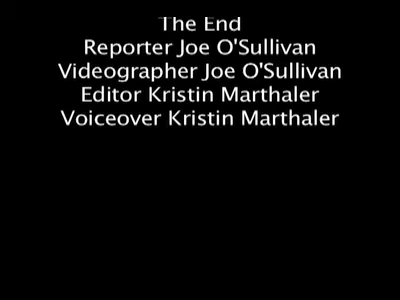 The End
Reporter Joe O'Sullivan
Videographer Joe O'Sullivan
Editor Kristin Marthaler
Voiceover Kristin Marthaler